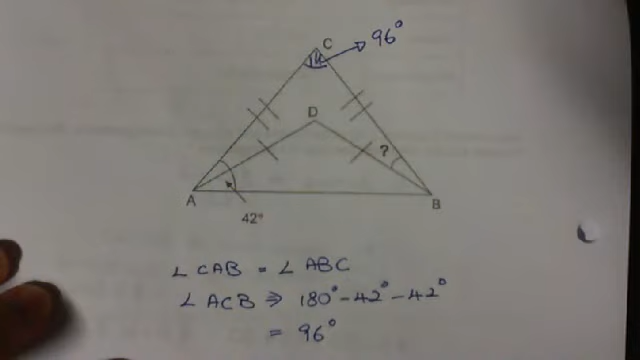 C
96°
D
?
A
B
42°
∠ CAB = ∠ ABC
∠ ACB ⇒ 180° - 42° - 42°
= 96°